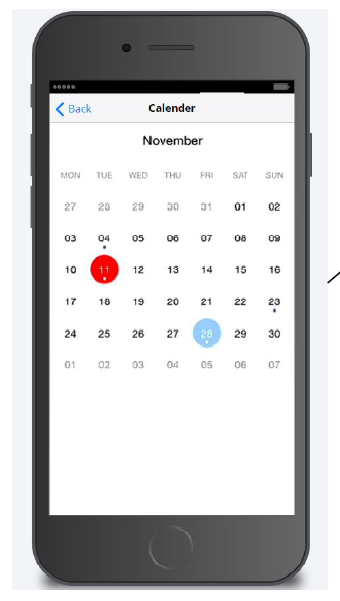 Back Calender
November
MON TUE WED THU FRI SAT SUN
27 28 29 30 31 01 02
03 04 05 06 07 08 09
10 11 12 13 14 15 16
17 18 19 20 21 22 23
24 25 26 27 28 29 30
01 02 03 04 05 06 07